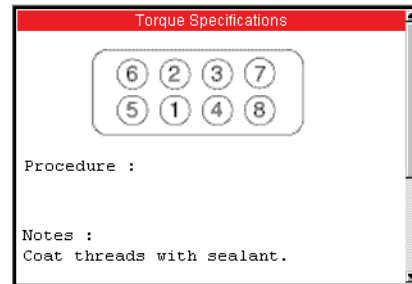 Torque Specifications
6 2 3 7
5 1 4 8
Procedure :
Notes :
Coat threads with sealant.